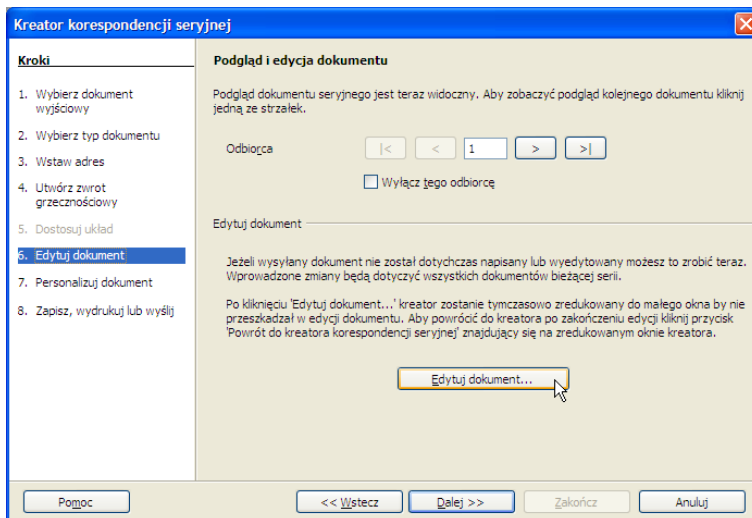 Kreator korespondencji seryjnej
Kroki
1. Wybierz dokument
wyjściowy
2. Wybierz typ dokumentu
3. Wstaw adres
4. Utwórz zwrot
grzecznościowy
5. Dostosuj układ
6. Edytuj dokument
7. Personalizuj dokument
8. Zapisz, wydrukuj lub wyślij
Podgląd i edycja dokumentu
Podgląd dokumentu seryjnego jest teraz widoczny. Aby zobaczyć podgląd kolejnego dokumentu kliknij
jedną ze strzałek.
Odbiorca |< < 1 > >|
Wyłącz tego odbiorcę
Edytuj dokument
Jeżeli wysyłany dokument nie został dotychczas napisany lub wyedytowany możesz to zrobić teraz.
Wprowadzone zmiany będą dotyczyć wszystkich dokumentów bieżącej serii.
Po kliknięciu 'Edytuj dokument...' kreator zostanie tymczasowo zredukowany do małego okna by nie
przeszkadzał w edycji dokumentu. Aby powrócić do kreatora po zakończeniu edycji kliknij przycisk
'Powrót do kreatora korespondencji seryjnej' znajdujący się na zredukowanym oknie kreatora.
Edytuj dokument...
Pomoc << Wstecz Dalej >> Zakończ Anuluj